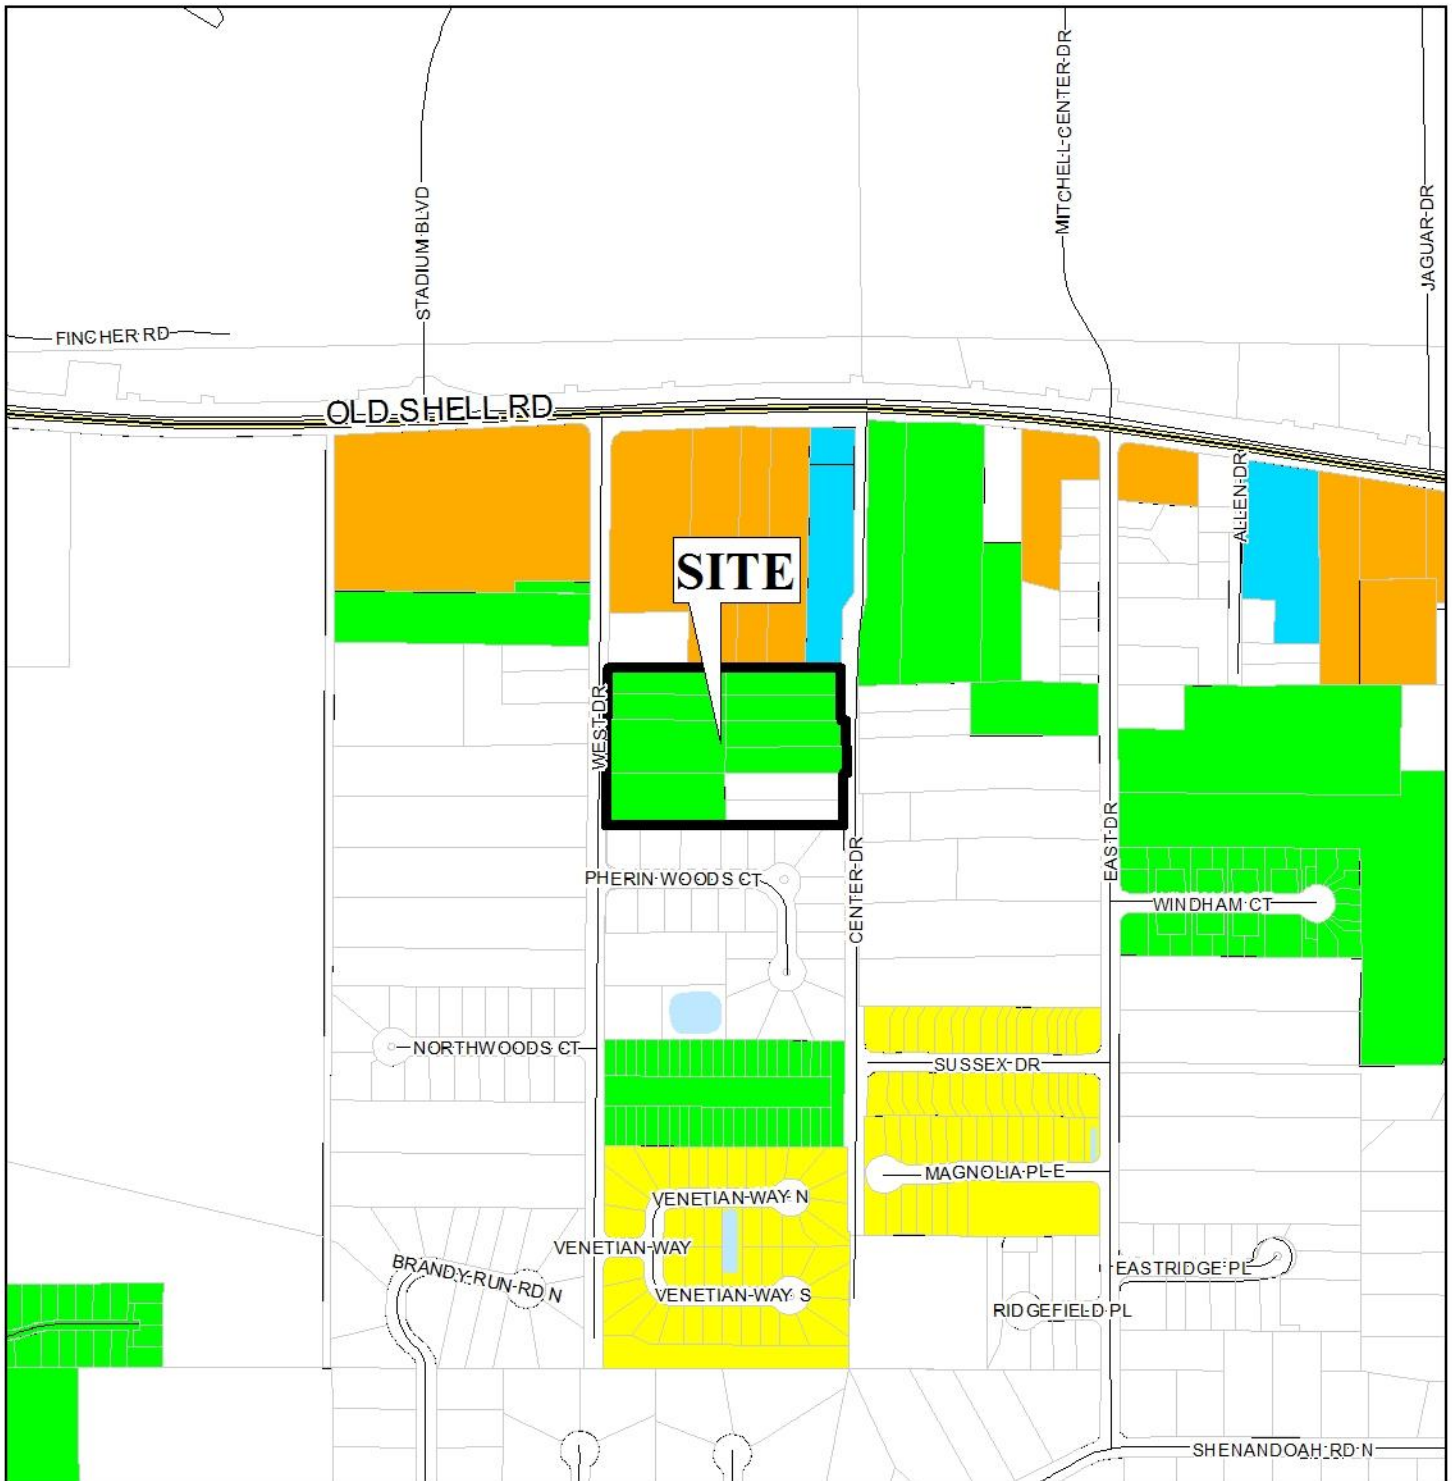 MITCHELL CENTER DR
STADIUM BLVD
JAGUAR DR
FINCHER RD
OLD SHELL RD
ALLEN DR
SITE
WEST DR
EAST DR
PHERIN WOODS CT
CENTER DR
WINDHAM CT
NORTHWOODS CT
SUSSEX DR
MAGNOLIA PL E
VENETIAN WAY N
VENETIAN WAY
BRANDY RUN RD N
EASTRIDGE PL
VENETIAN WAY S
RIDGEFIELD PL
SHENANDOAH RD N